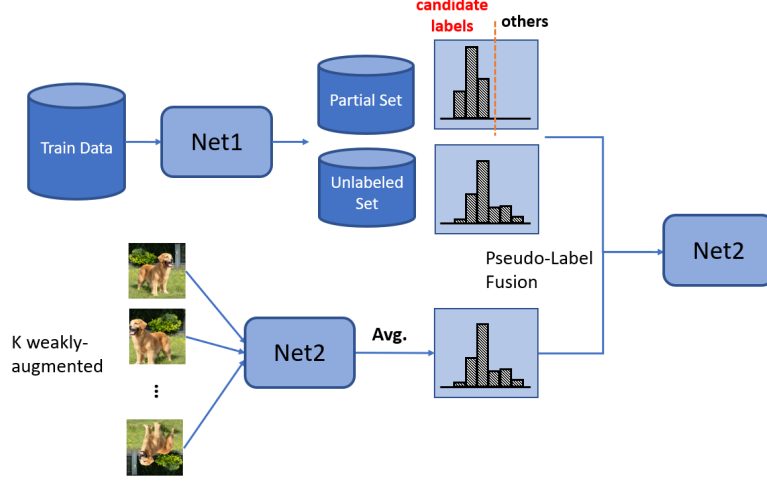 candidate
labels
others
Partial Set
Train Data
Net1
Unlabeled
Set
Pseudo-Label
Fusion
Net2
K weakly-
augmented
...
Net2
Avg.